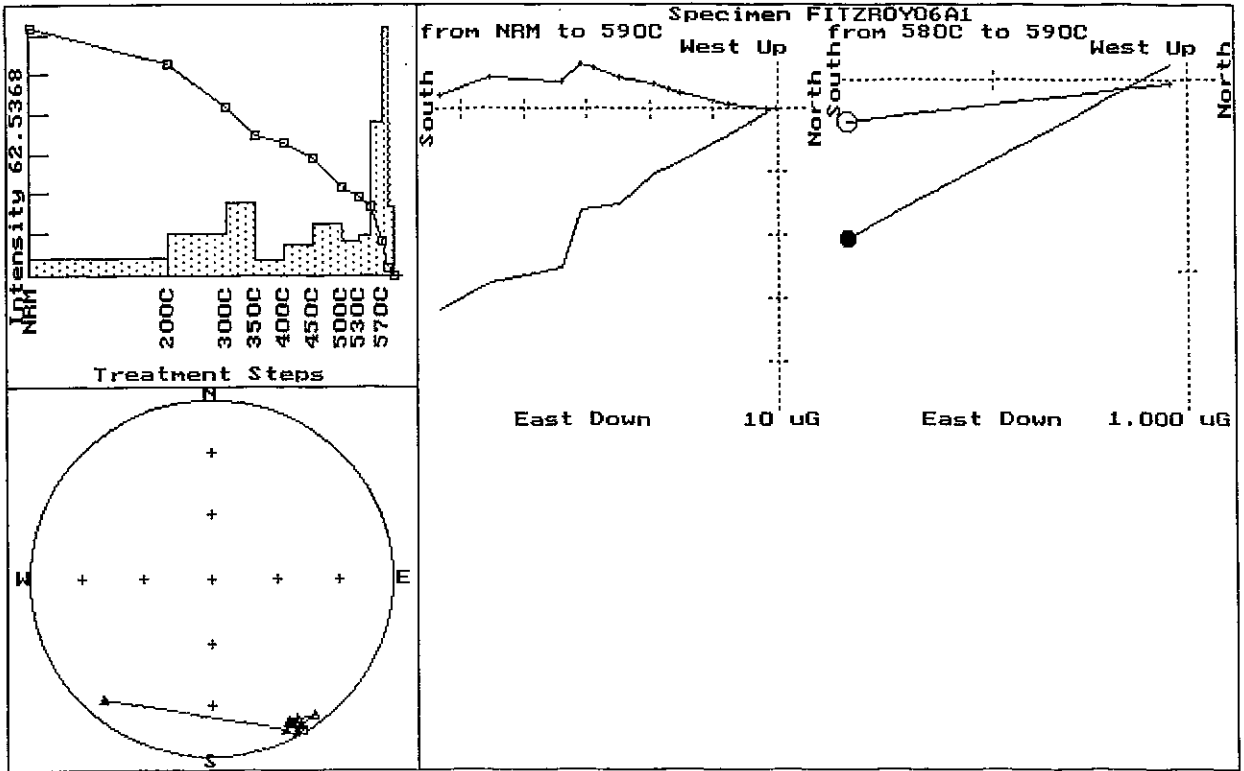 Specimen FITZROY06A1
from NRM to 590C
from 580C to 590C
West Up
West Up
South
North
South
North
East Down
10 uG
East Down
1.000 uG
Intensity 62.5368
NRM
200C
300C
350C
400C
450C
500C
530C
570C
Treatment Steps
N
W
E
S